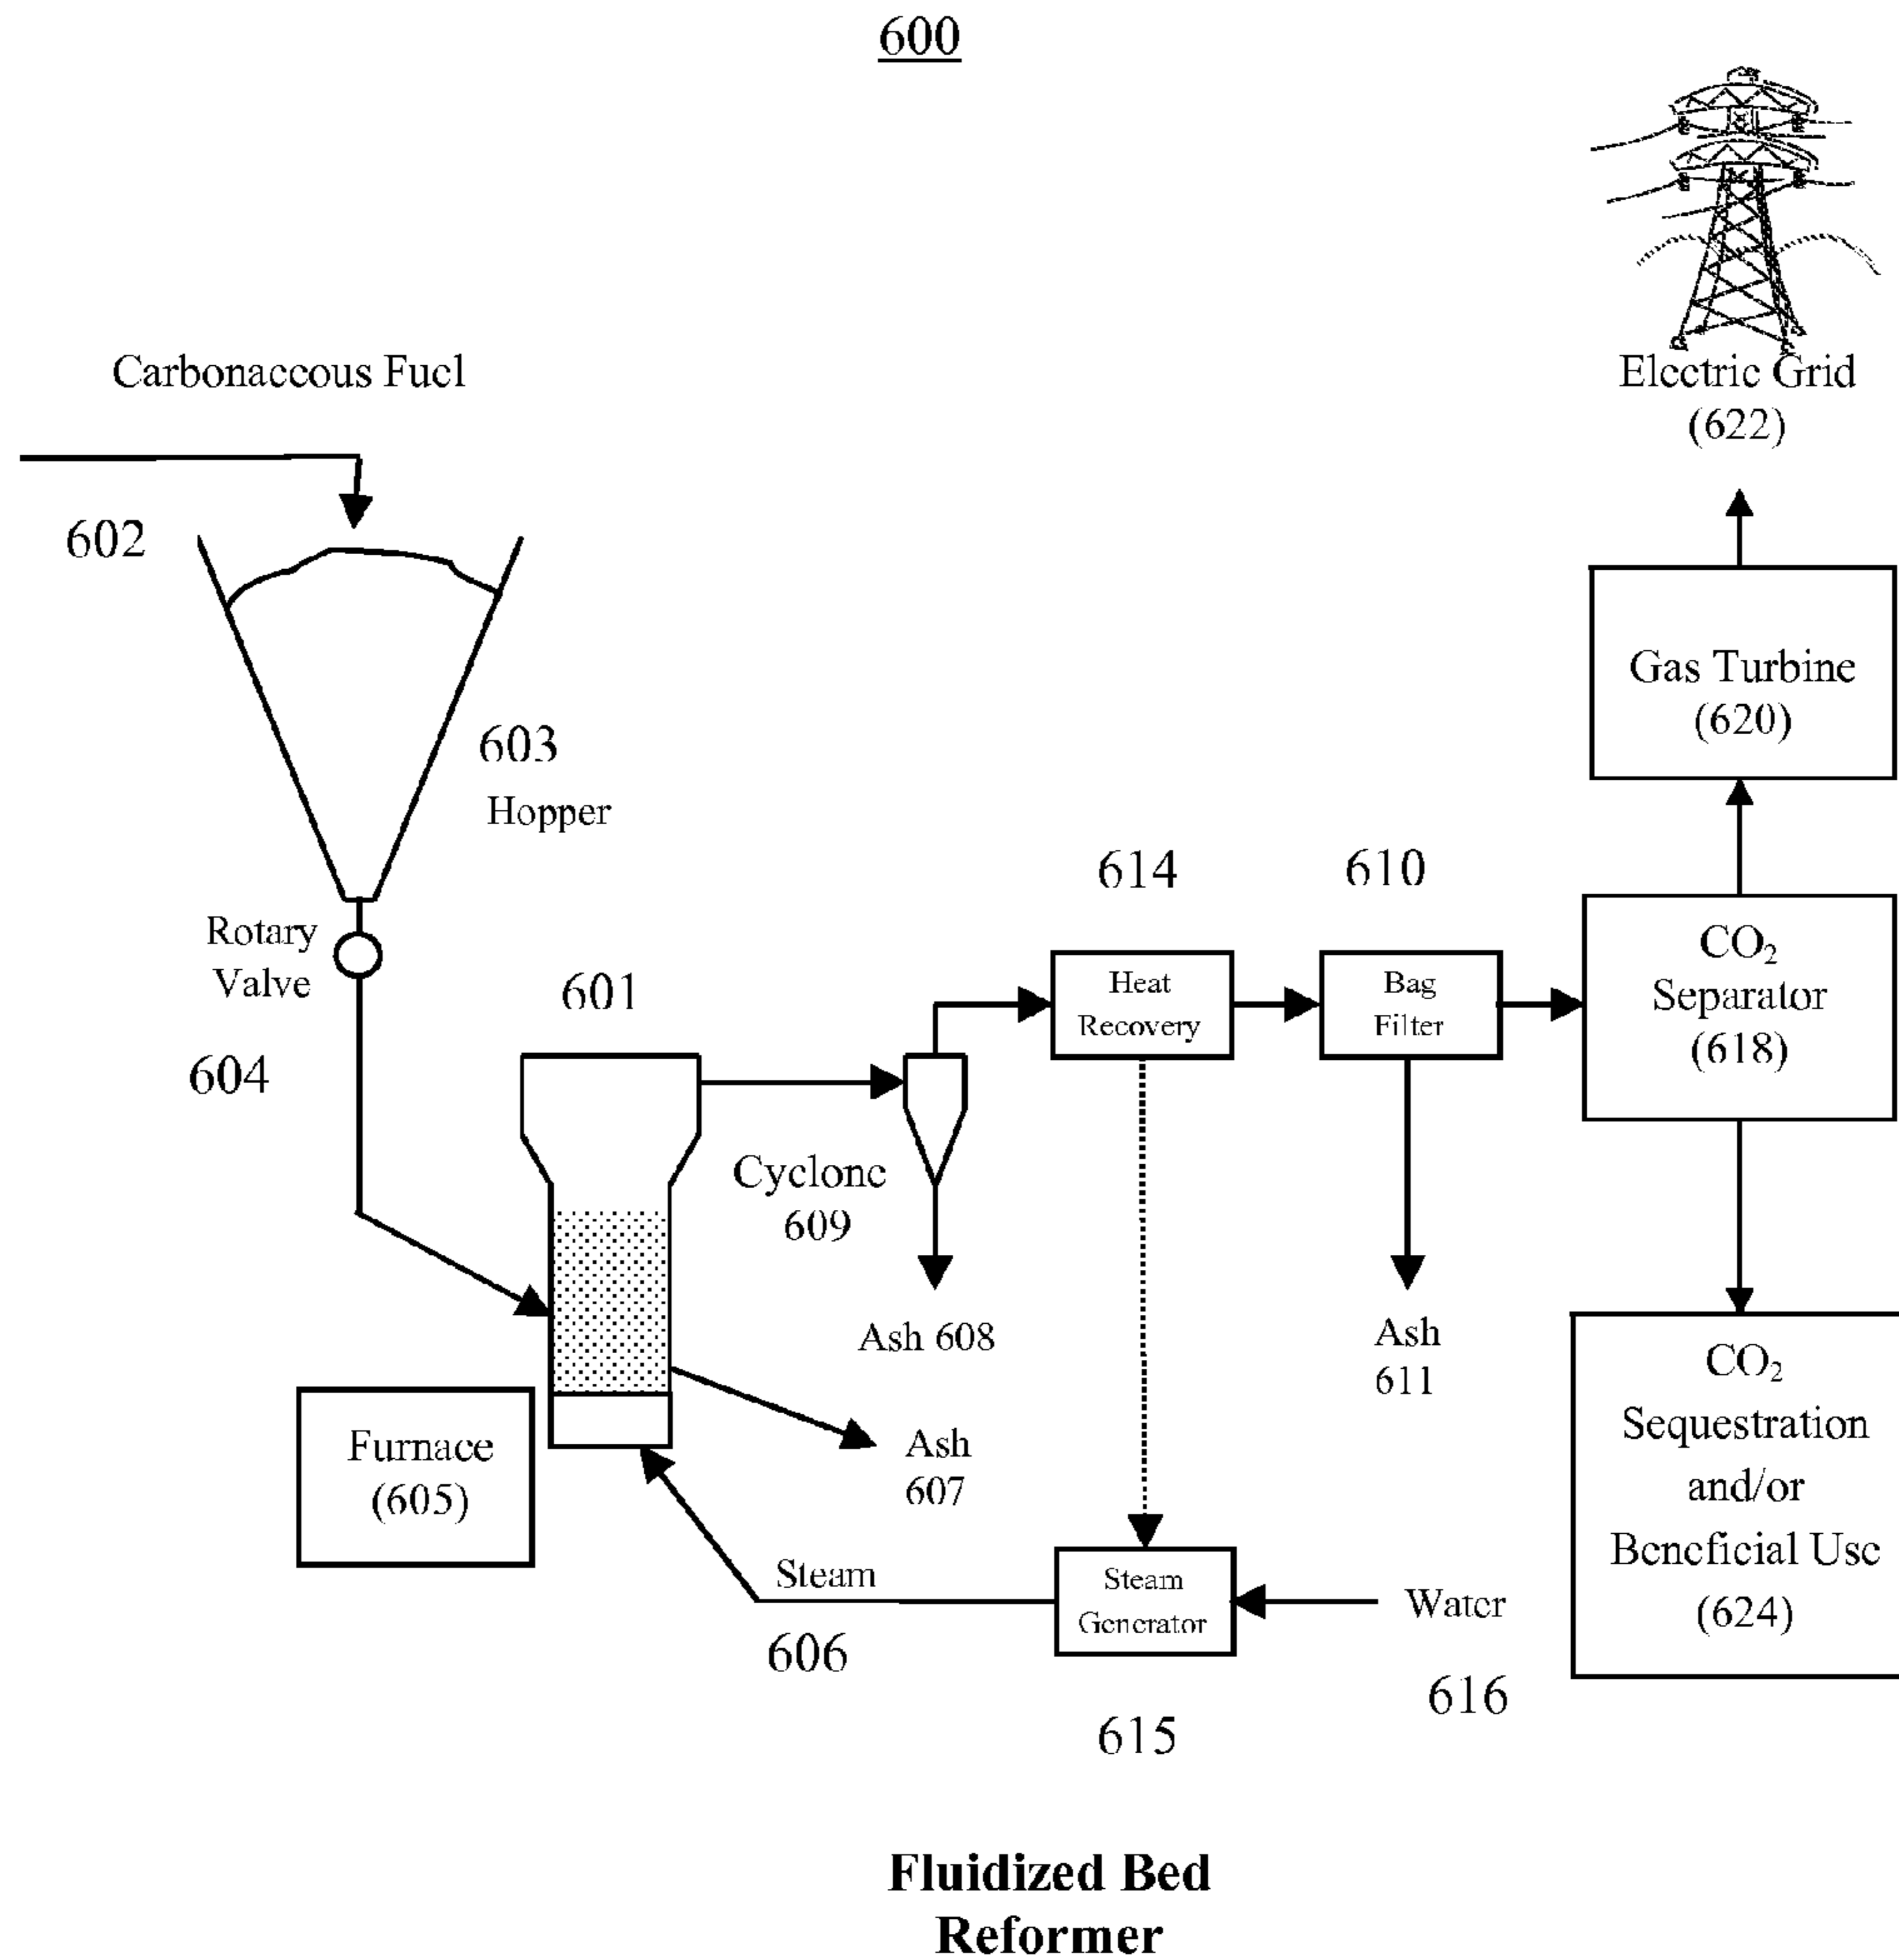 600
Carbonaceous Fuel
Electric Grid
(622)
602
Gas Turbine
(620)
603
Hopper
614
610
Rotary
Valve
CO₂
Separator
(618)
601
Heat
Recovery
Bag
Filter
604
Cyclone
609
Ash 608
Ash
611
CO₂
Sequestration
and/or
Beneficial Use
(624)
Furnace
(605)
Ash
607
Steam
606
Steam
Generator
Water
616
615
Fluidized Bed
Reformer